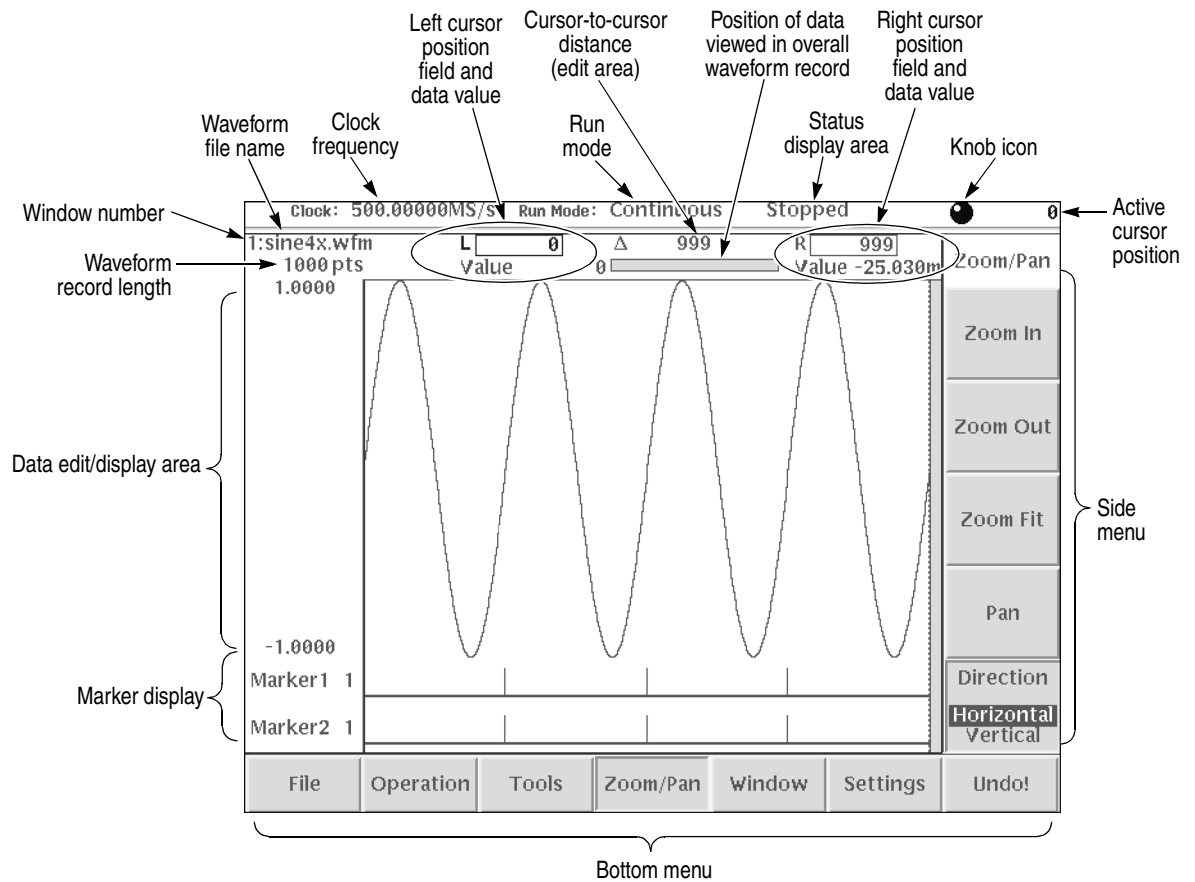 Left cursor
position
field and
data value
Cursor-to-cursor
distance
(edit area)
Position of data
viewed in overall
waveform record
Right cursor
position
field and
data value
Waveform
file name
Clock
frequency
Run
mode
Status
display area
Knob icon
Window number
Clock: 500.00000MS/s Run Mode: Continuous Stopped 0
Active
cursor
position
1:sine4x.wfm L 0 Δ 999 R 999
Waveform
record length
1000 pts Value 0 Value -25.030m Zoom/Pan
1.0000
Zoom In
Zoom Out
Data edit/display area
Zoom Fit
Side
menu
Pan
-1.0000
Marker display
Marker1 1
Direction
Horizontal
Marker2 1
Vertical
File Operation Tools Zoom/Pan Window Settings Undo!
Bottom menu